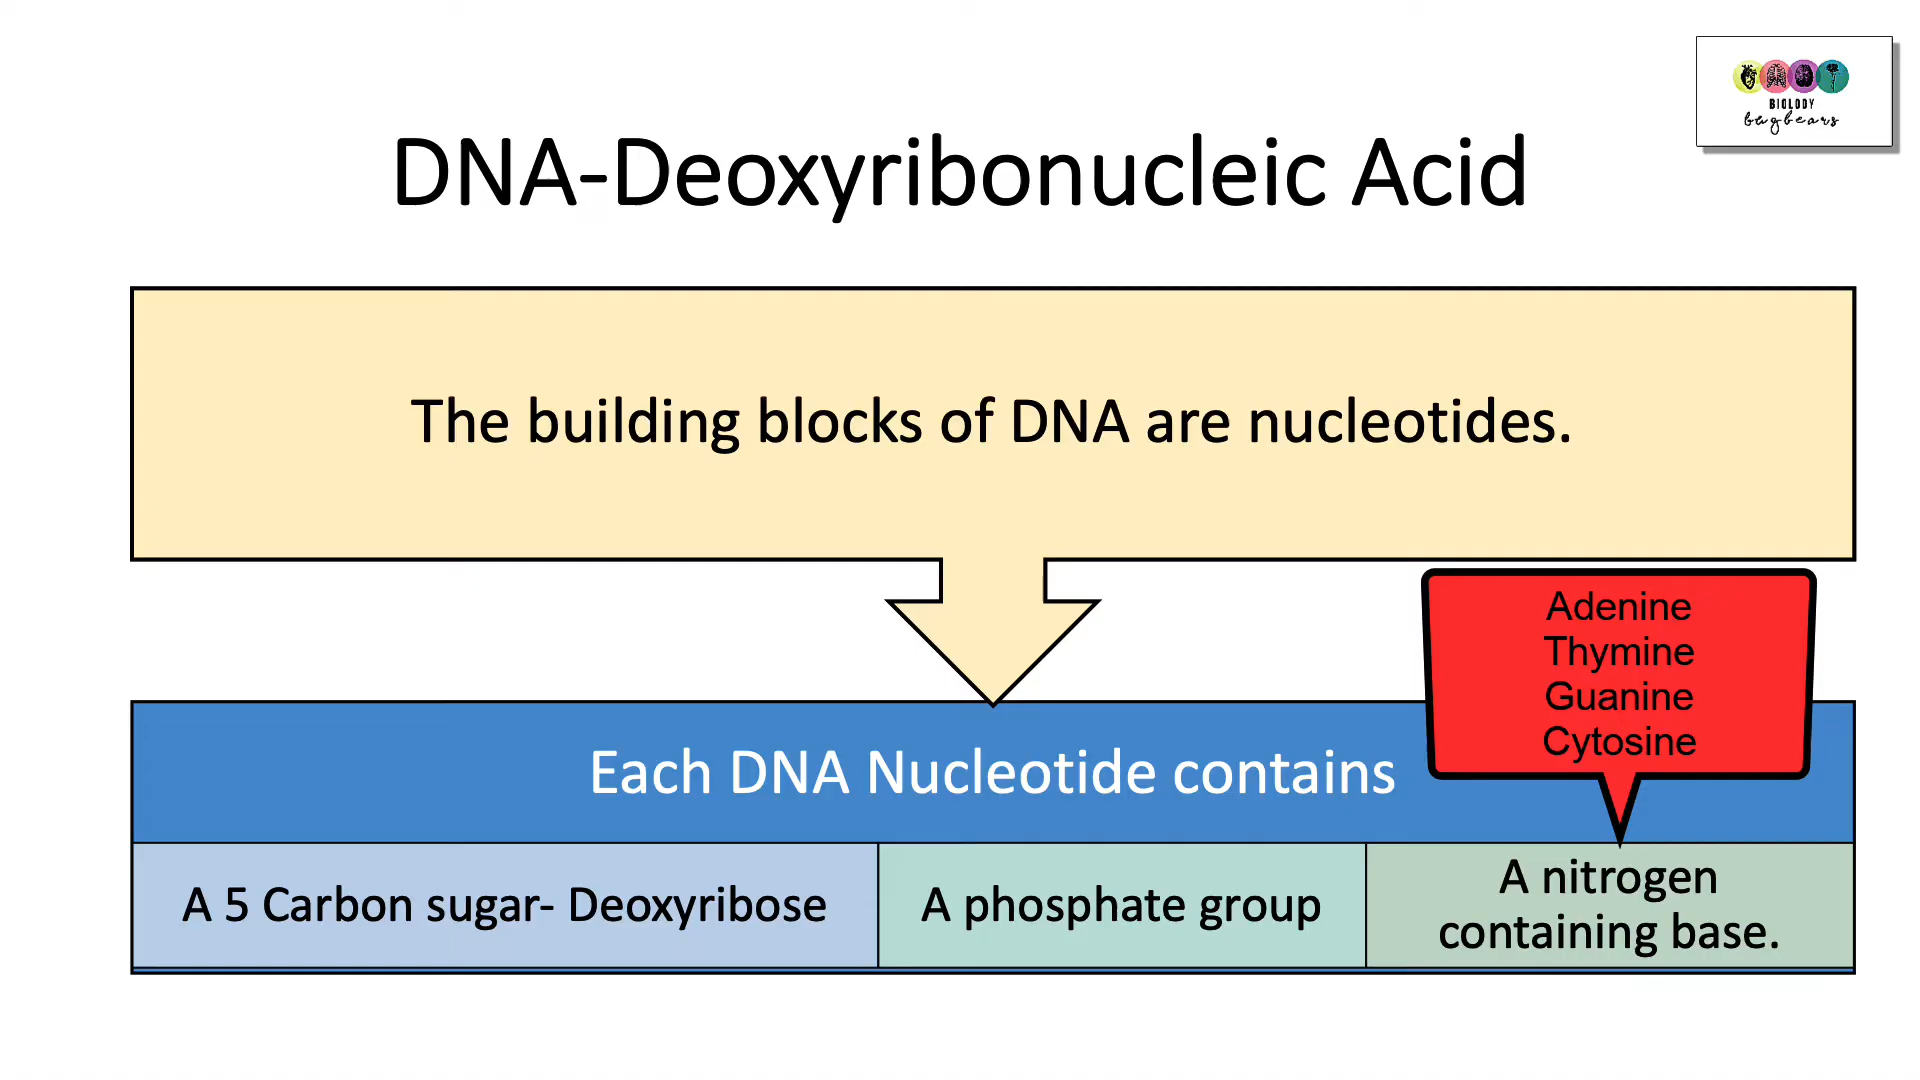 BIOLOGY
bugbears
DNA-Deoxyribonucleic Acid
The building blocks of DNA are nucleotides.
Adenine
Thymine
Guanine
Cytosine
Each DNA Nucleotide contains
A 5 Carbon sugar- Deoxyribose
A phosphate group
A nitrogen
containing base.